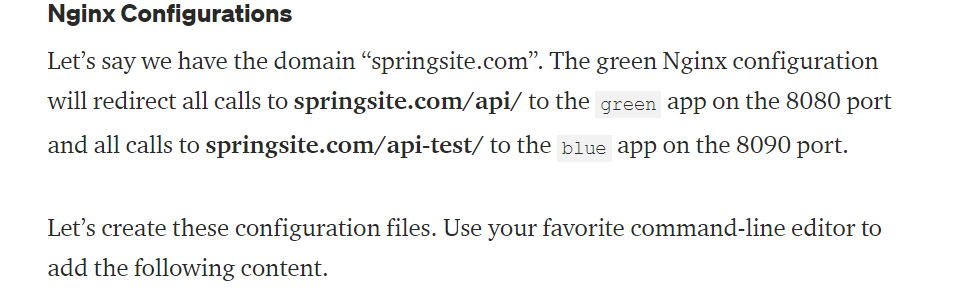 Nginx Configurations
Let’s say we have the domain “springsite.com”. The green Nginx configuration
will redirect all calls to springsite.com/api/ to the green app on the 8080 port
and all calls to springsite.com/api-test/ to the blue app on the 8090 port.
Let’s create these configuration files. Use your favorite command-line editor to
add the following content.